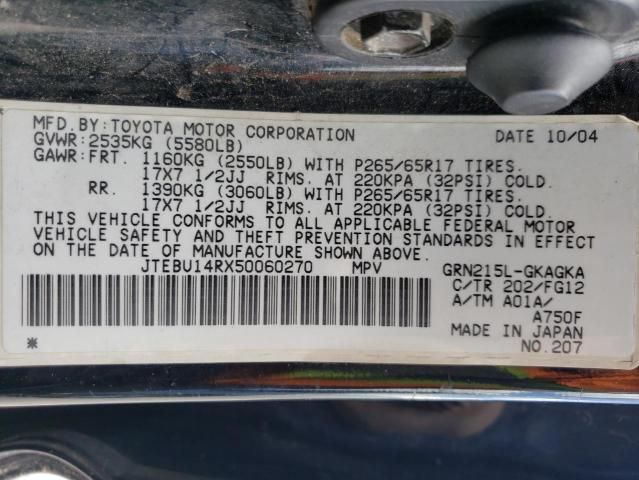 MFD. BY: TOYOTA MOTOR CORPORATION DATE 10/04
GVWR: 2535KG (5580LB)
GAWR: FRT. 1160KG (2550LB) WITH P265/65R17 TIRES.
17X7 1/2JJ RIMS. AT 220KPA (32PSI) COLD.
RR. 1390KG (3060LB) WITH P265/65R17 TIRES.
17X7 1/2JJ RIMS. AT 220KPA (32PSI) COLD.
THIS VEHICLE CONFORMS TO ALL APPLICABLE FEDERAL MOTOR
VEHICLE SAFETY AND THEFT PREVENTION STANDARDS IN EFFECT
ON THE DATE OF MANUFACTURE SHOWN ABOVE.
JTEBU14RX50060270 MPV GRN215L-GKAGKA
C/TR 202/FG12
A/TM A01A/
A750F
MADE IN JAPAN
* NO.207